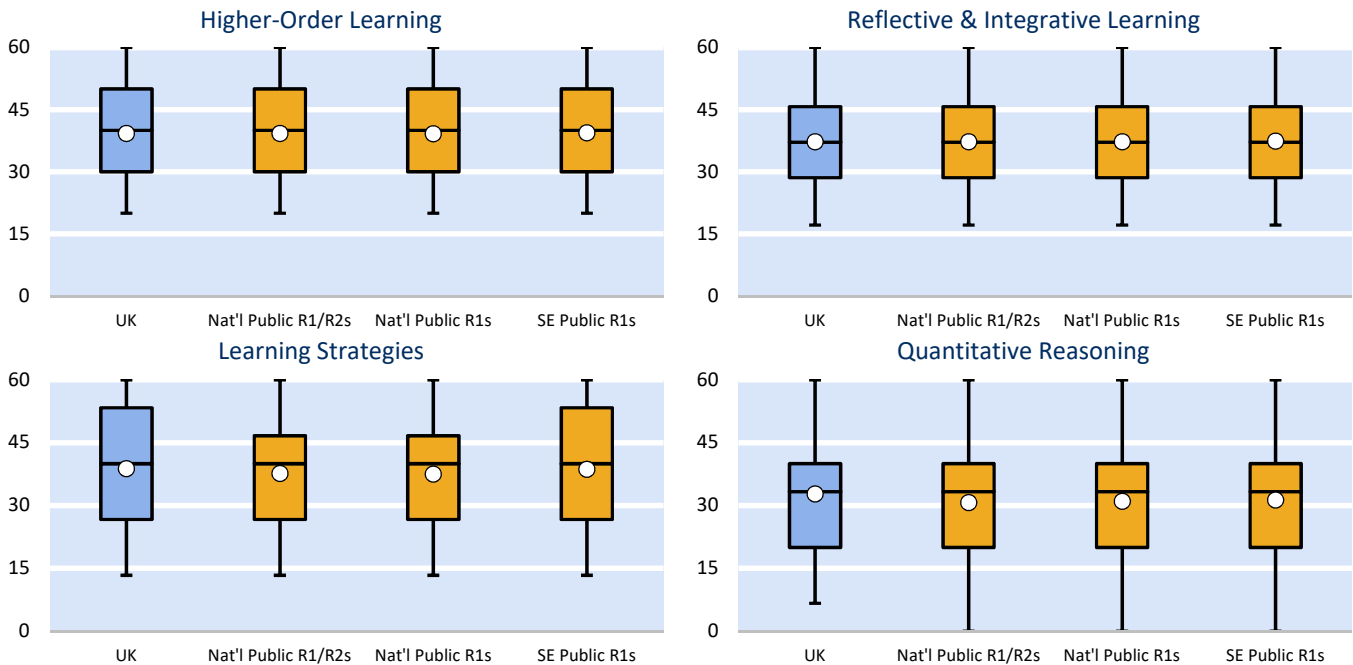 Higher-Order Learning
60
45
30
15
0
UK Nat'l Public R1/R2s Nat'l Public R1s SE Public R1s
Reflective & Integrative Learning
60
45
30
15
0
UK Nat'l Public R1/R2s Nat'l Public R1s SE Public R1s
Learning Strategies
60
45
30
15
0
UK Nat'l Public R1/R2s Nat'l Public R1s SE Public R1s
Quantitative Reasoning
60
45
30
15
0
UK Nat'l Public R1/R2s Nat'l Public R1s SE Public R1s